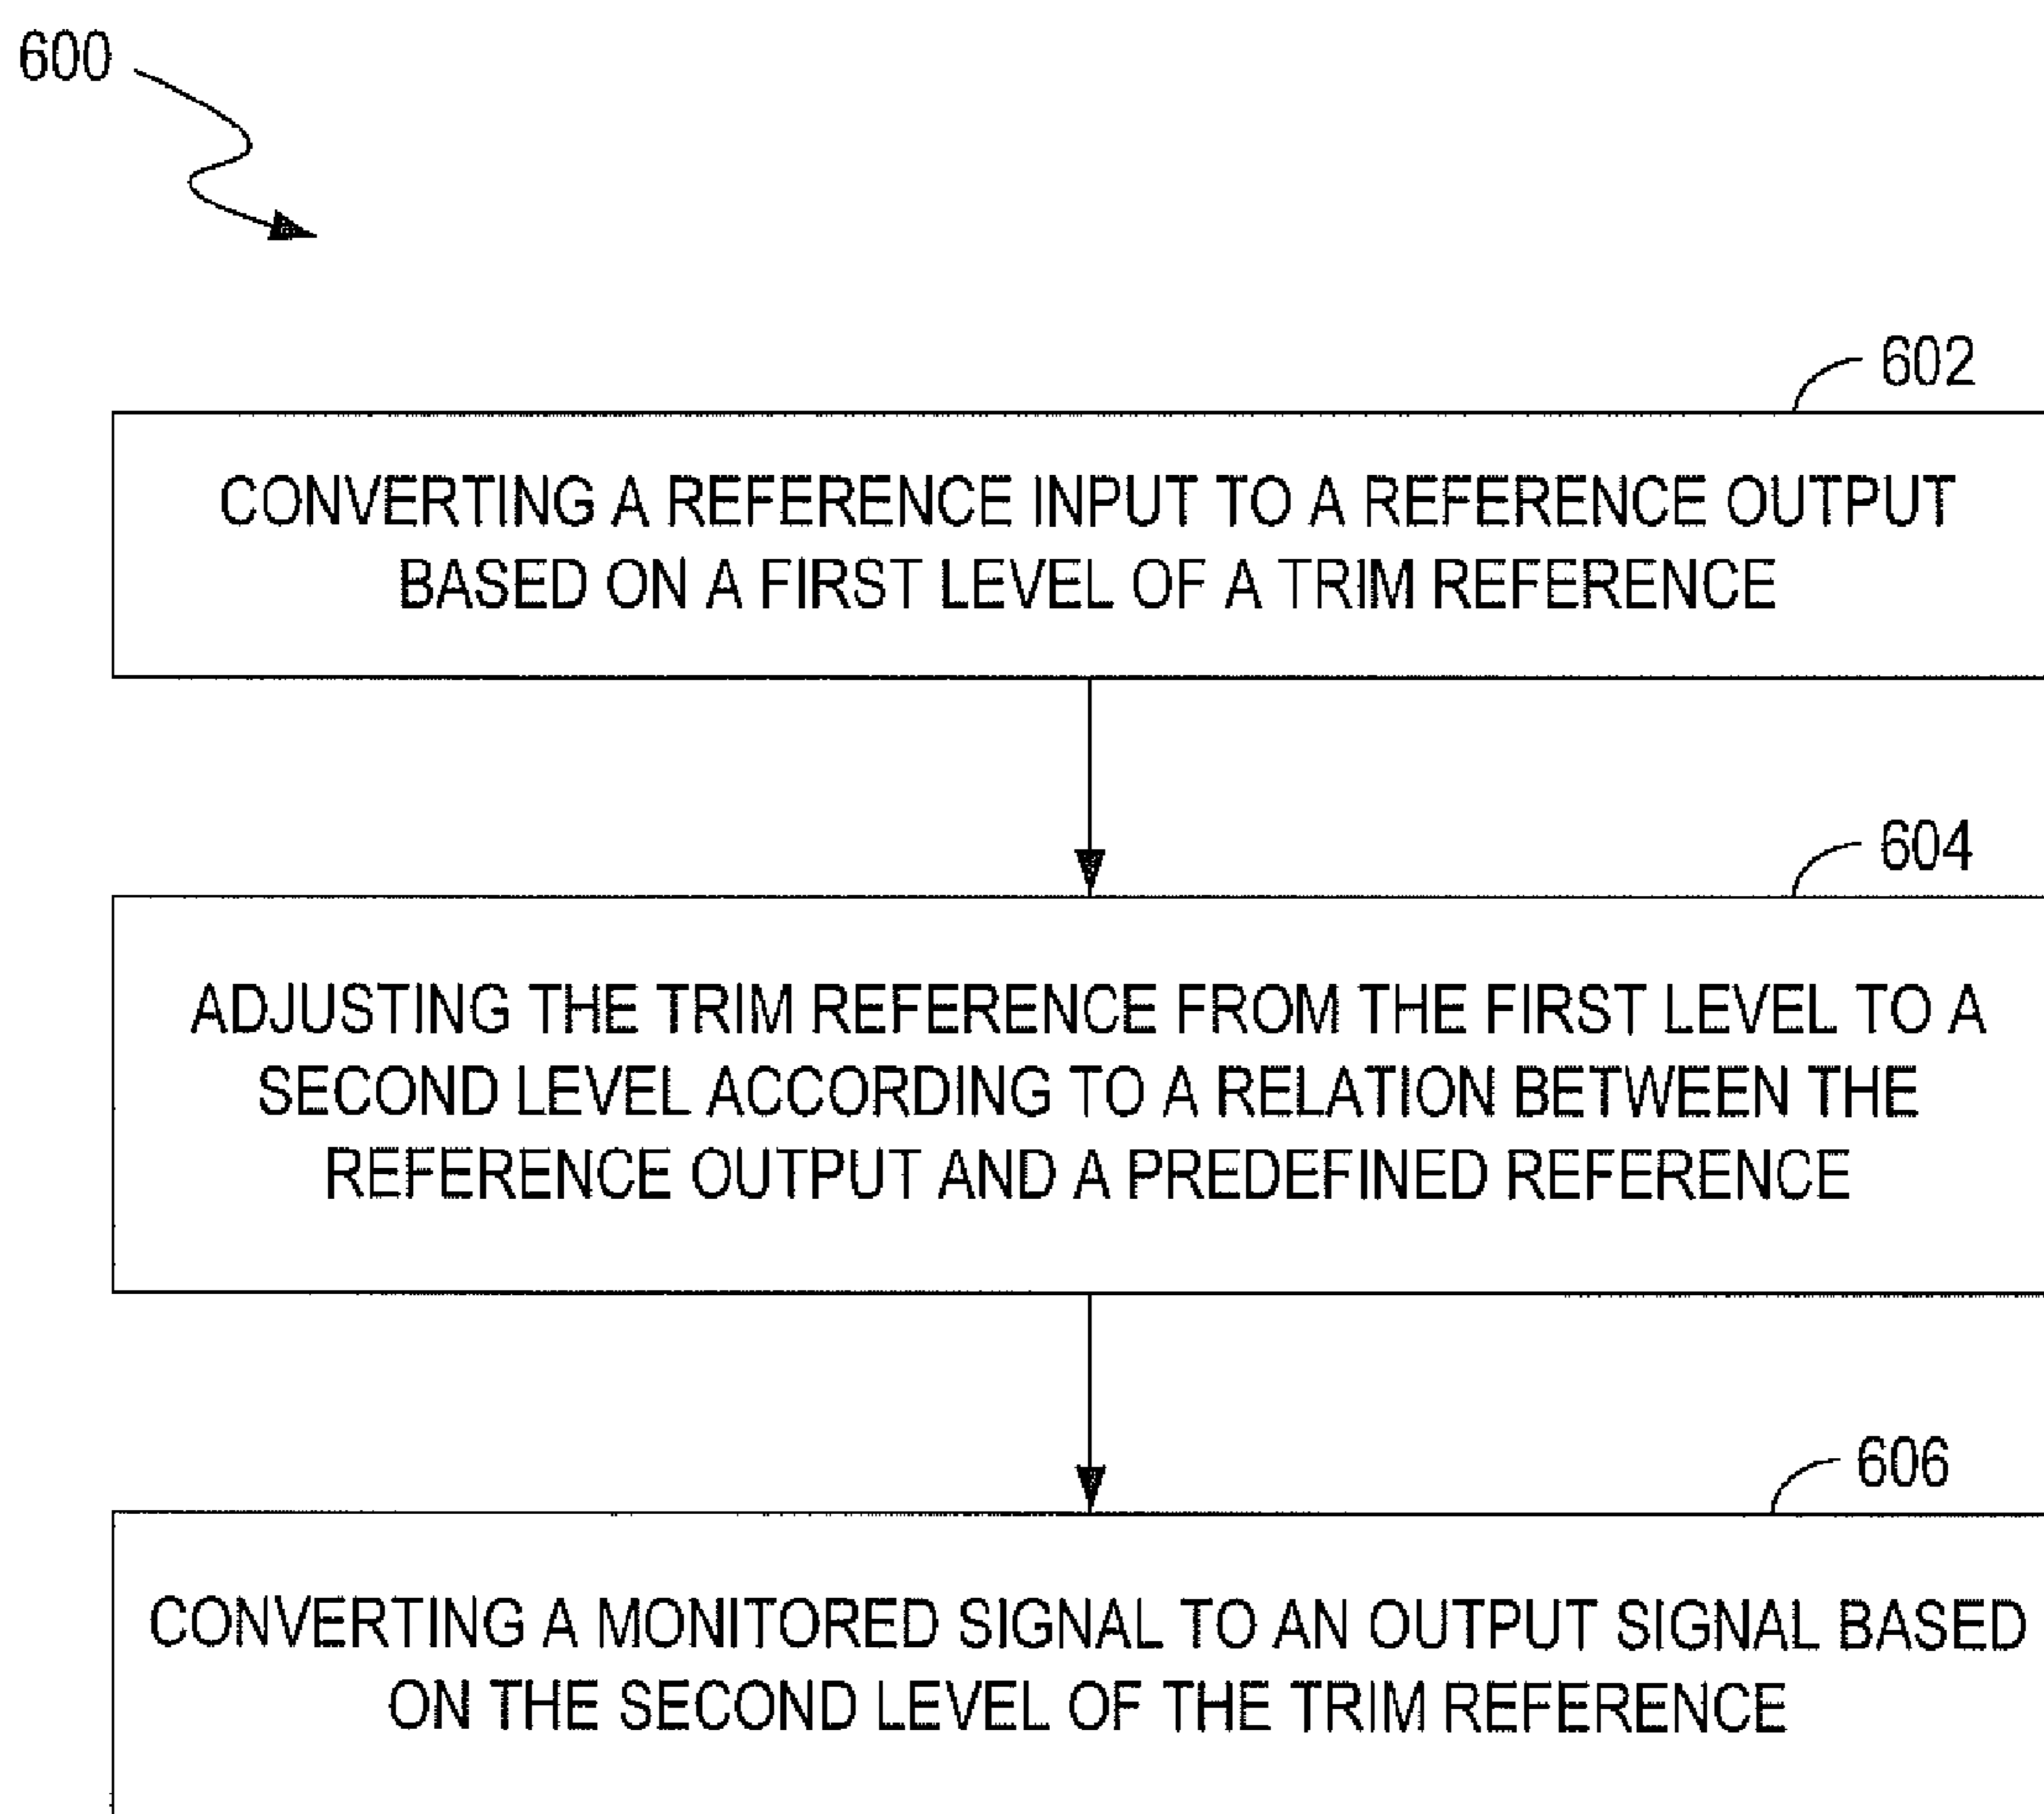 600
602
CONVERTING A REFERENCE INPUT TO A REFERENCE OUTPUT
BASED ON A FIRST LEVEL OF A TRIM REFERENCE
604
ADJUSTING THE TRIM REFERENCE FROM THE FIRST LEVEL TO A
SECOND LEVEL ACCORDING TO A RELATION BETWEEN THE
REFERENCE OUTPUT AND A PREDEFINED REFERENCE
606
CONVERTING A MONITORED SIGNAL TO AN OUTPUT SIGNAL BASED
ON THE SECOND LEVEL OF THE TRIM REFERENCE